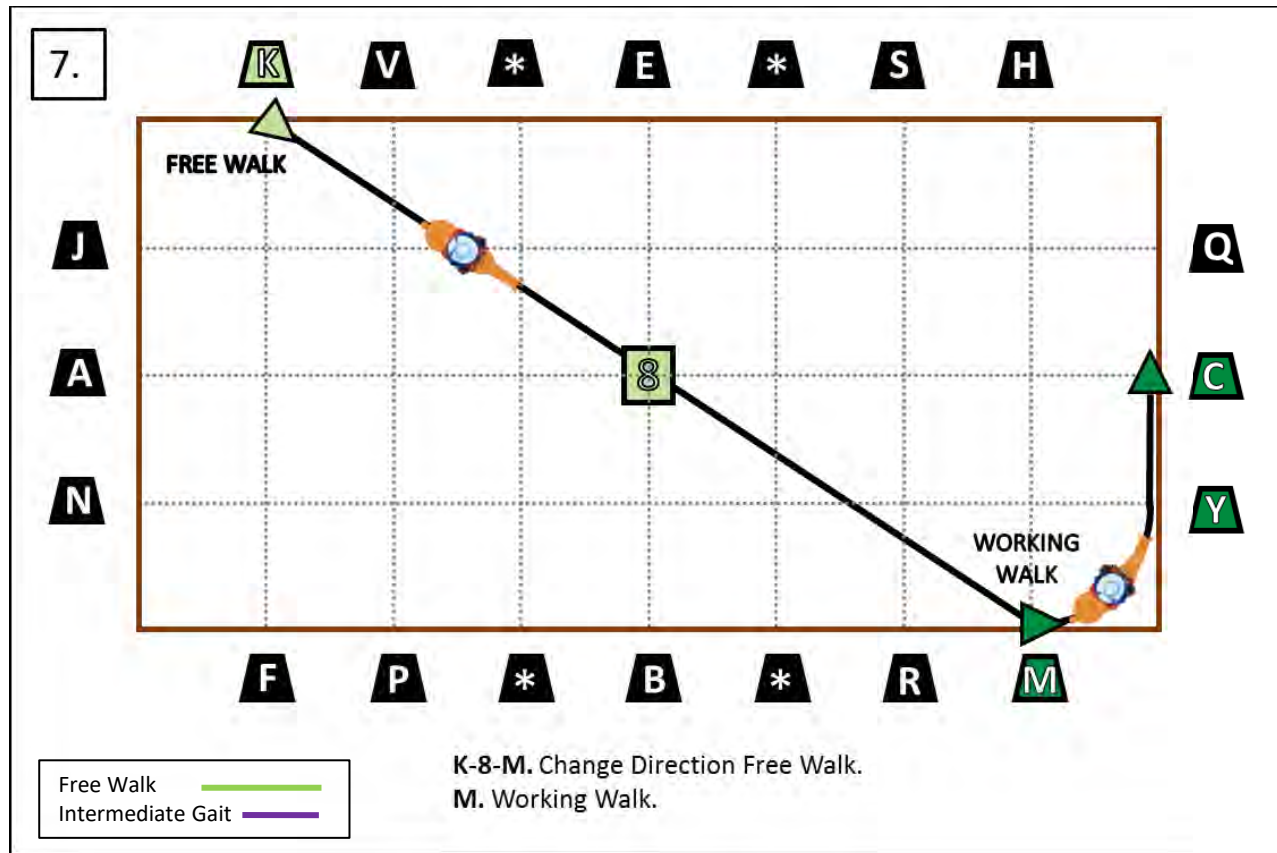 7.
K V * E * S H
FREE WALK
J Q
A 8 C
N Y
WORKING
WALK
F P * B * R M
K-8-M. Change Direction Free Walk.
M. Working Walk.
Free Walk
Intermediate Gait